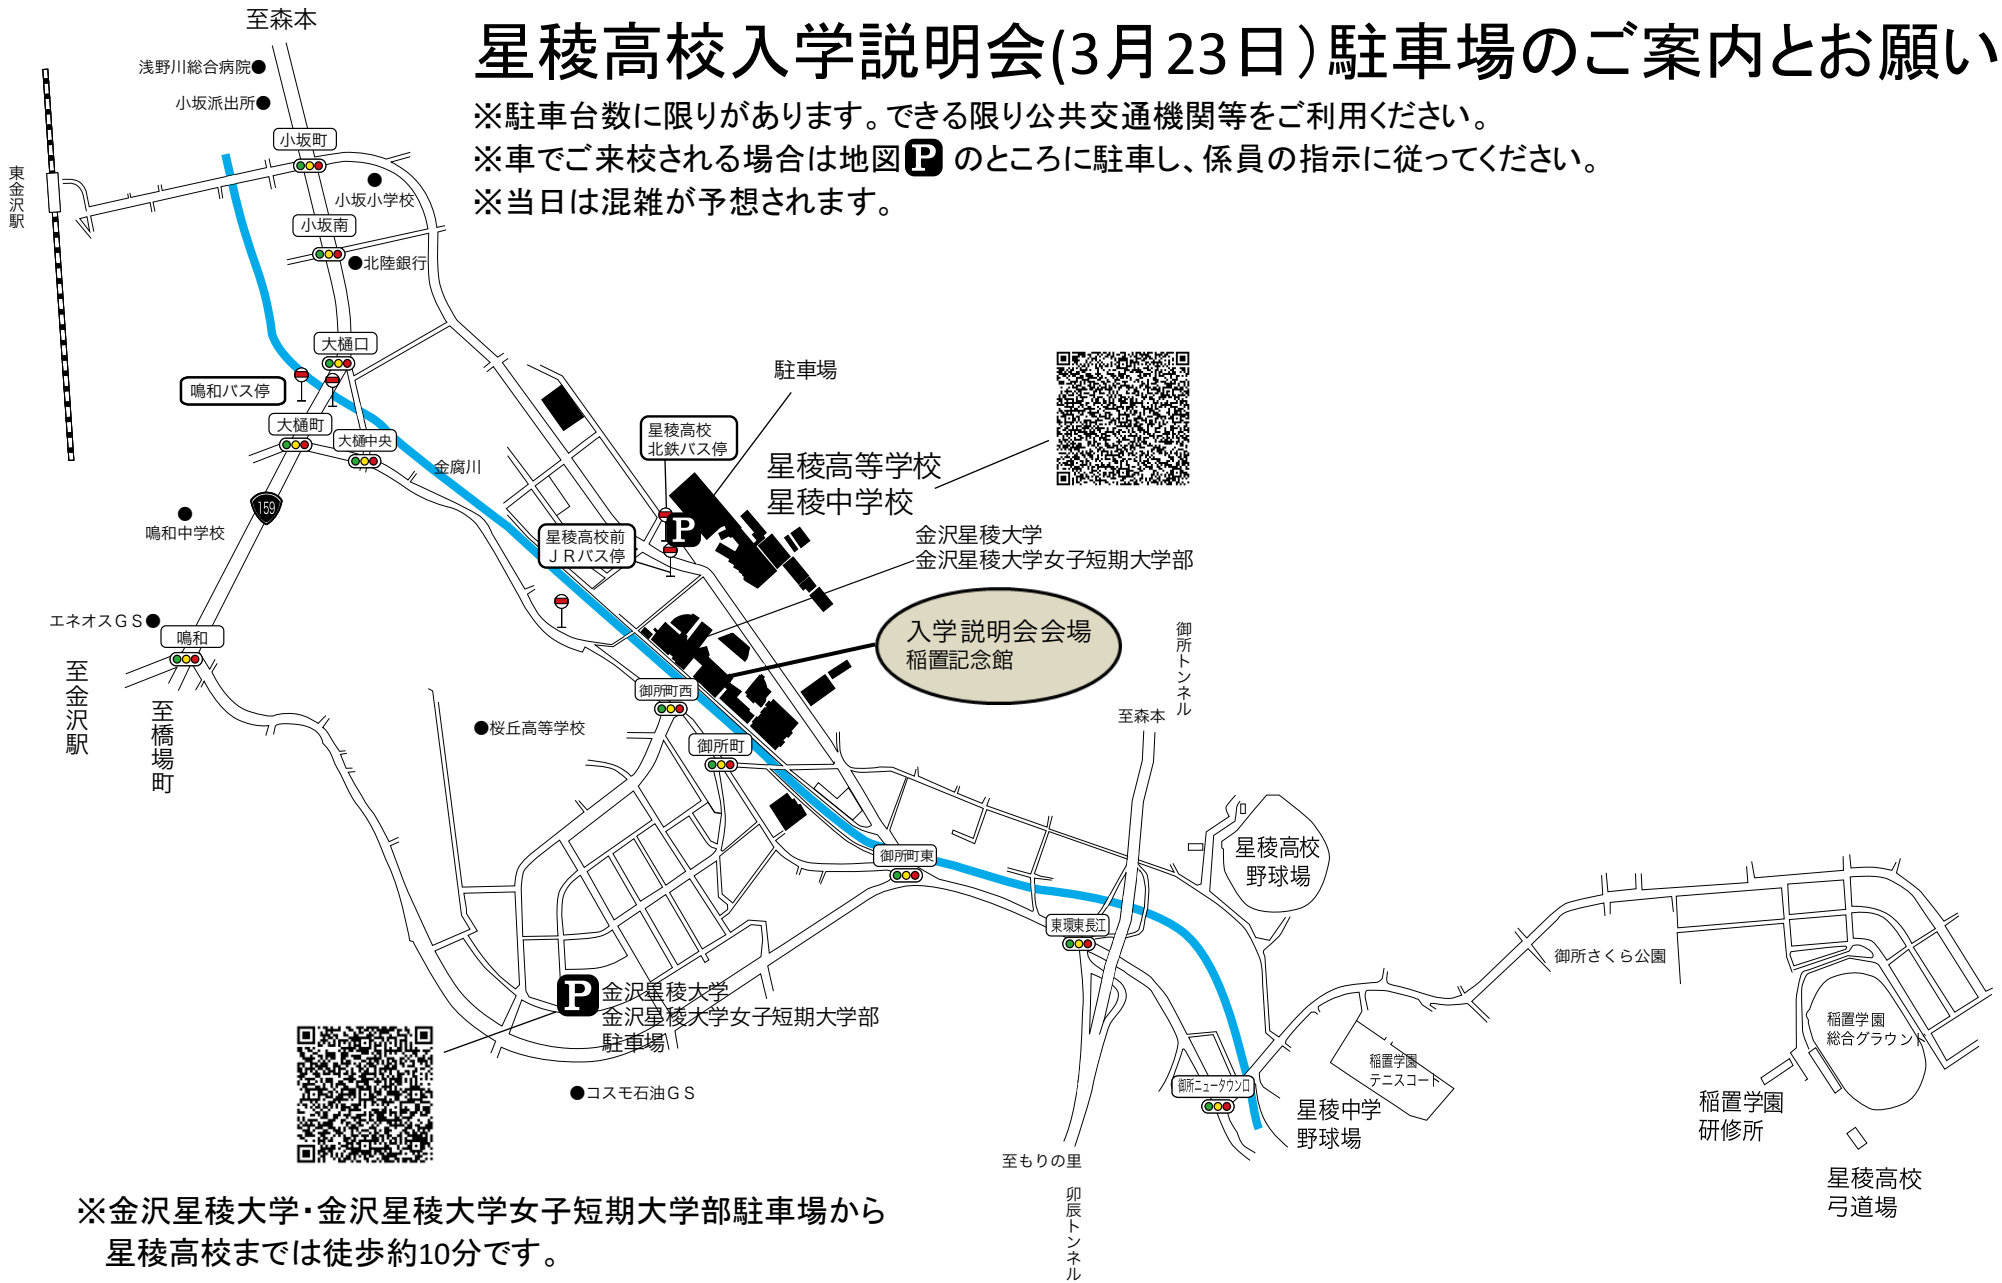 星稜高校入学説明会(3月23日）駐車場のご案内とお願い
※駐車台数に限りがあります。できる限り公共交通機関等をご利用ください。
※車でご来校される場合は地図P のところに駐車し、係員の指示に従ってください。
※当日は混雑が予想されます。
至森本
浅野川総合病院
小坂派出所
小坂町
東金沢駅
小坂小学校
小坂南
北陸銀行
大樋口
鳴和バス停
大樋町
大樋中央
金腐川
159
鳴和中学校
エネオスＧＳ
鳴和
至金沢駅
至橋場町
駐車場
星稜高校
北鉄バス停
星稜高等学校
星稜中学校
P
星稜高校前
ＪＲバス停
金沢星稜大学
金沢星稜大学女子短期大学部
入学説明会会場
稲置記念館
御所トンネル
至森本
御所町西
桜丘高等学校
御所町
御所町東
星稜高校
野球場
東環東長江
御所さくら公園
P
金沢星稜大学
金沢星稜大学女子短期大学部
駐車場
コスモ石油ＧＳ
稲置学園
総合グラウンド
稲置学園
テニスコート
御所ニュータウン口
星稜中学
野球場
稲置学園
研修所
至もりの里
卯辰トンネル
星稜高校
弓道場
※金沢星稜大学・金沢星稜大学女子短期大学部駐車場から
星稜高校までは徒歩約10分です。